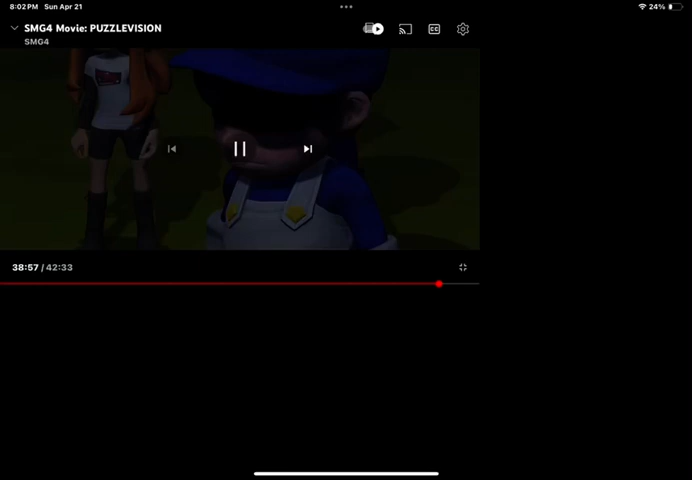 8:02 PM Sun Apr 21
24%
SMG4 Movie: PUZZLEVISION
SMG4
CC
38:57 / 42:33